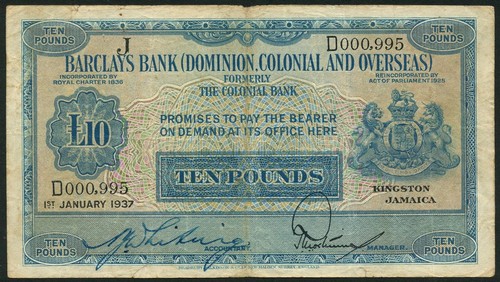 TEN POUNDS
TEN POUNDS
J
D000,995
BARCLAYS BANK (DOMINION, COLONIAL AND OVERSEAS)
INCORPORATED BY ROYAL CHARTER 1836
FORMERLY
THE COLONIAL BANK
REINCORPORATED BY ACT OF PARLIAMENT 1925
PROMISES TO PAY THE BEARER
ON DEMAND AT ITS OFFICE HERE
£10
TEN POUNDS
D000,995
1ST JANUARY 1937
KINGSTON
JAMAICA
ACCOUNTANT.
MANAGER.
TEN POUNDS
TEN POUNDS